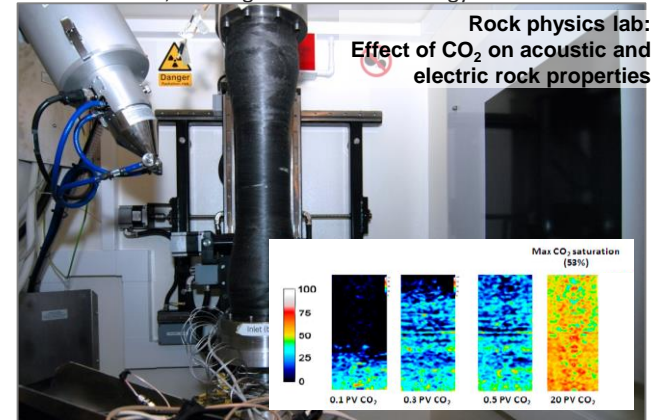 Rock physics lab:
Effect of CO₂ on acoustic and
electric rock properties
Danger
Max CO₂ saturation
(53%)
100
75
50
25
0
Inlet
0.1 PV CO₂
0.3 PV CO₂
0.5 PV CO₂
20 PV CO₂